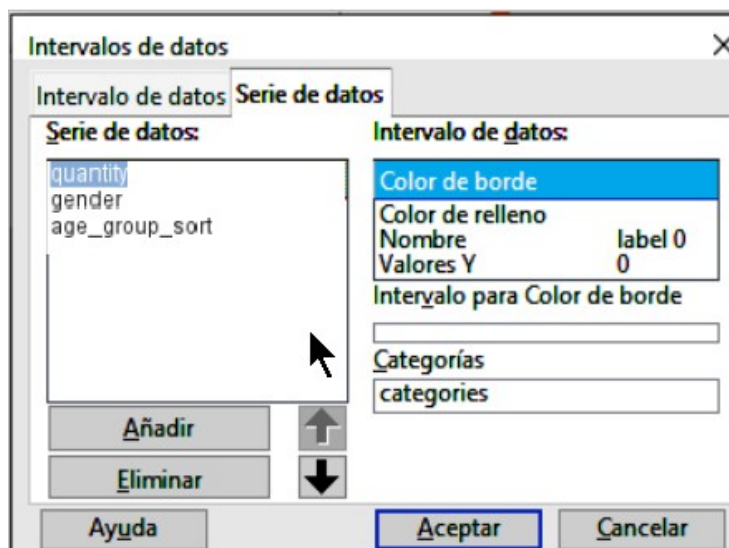 Intervalos de datos
Intervalo de datos
Serie de datos
Serie de datos:
quantity
gender
age_group_sort
Añadir
Eliminar
Intervalo de datos:
Color de borde
Color de relleno
Nombre label 0
Valores Y 0
Intervalo para Color de borde
Categorías
categories
Ayuda
Aceptar
Cancelar